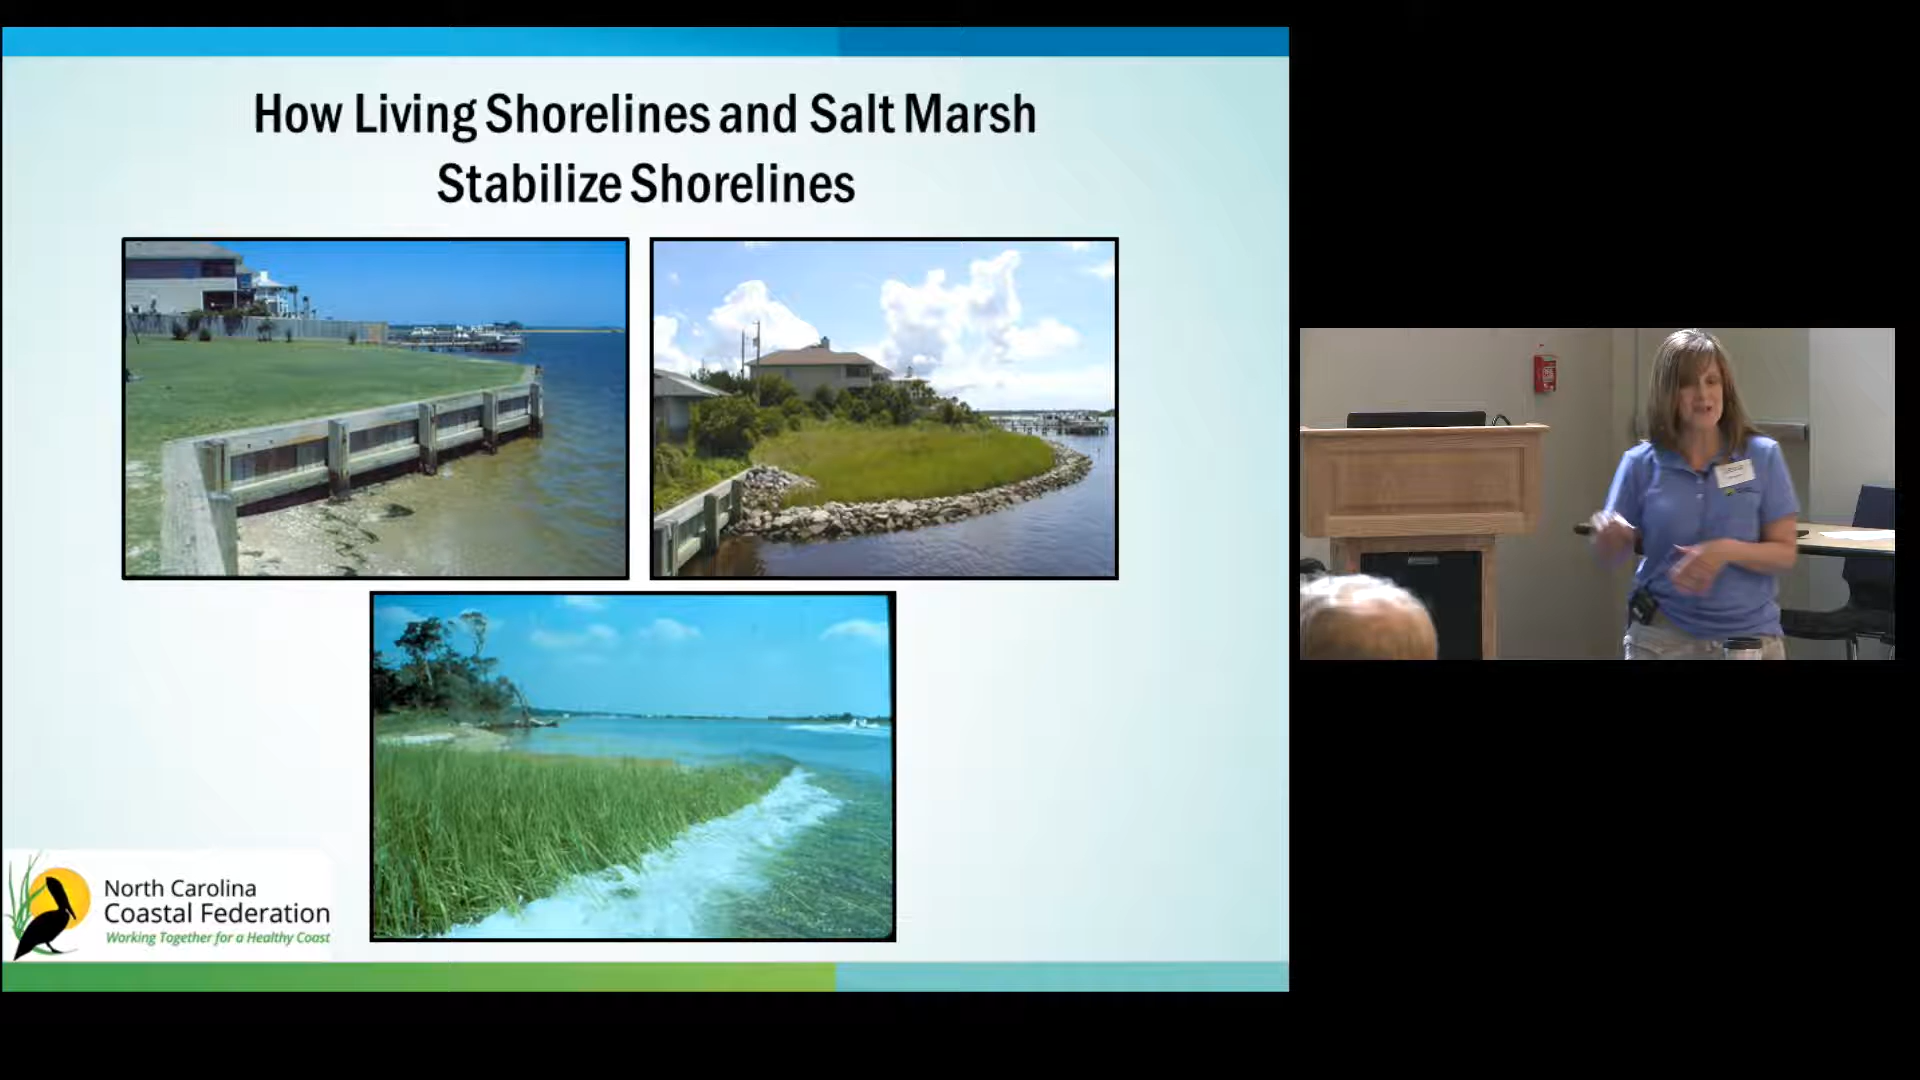 How Living Shorelines and Salt Marsh
Stabilize Shorelines
North Carolina
Coastal Federation
Working Together for a Healthy Coast